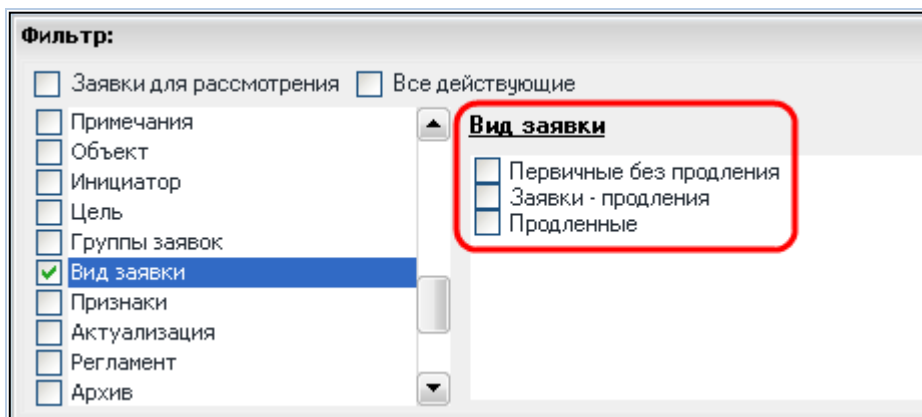 Фильтр:
Заявки для рассмотрения Все действующие
Примечания
Объект
Инициатор
Цель
Группы заявок
Вид заявки
Признаки
Актуализация
Регламент
Архив
Вид заявки
Первичные без продления
Заявки - продления
Продленные